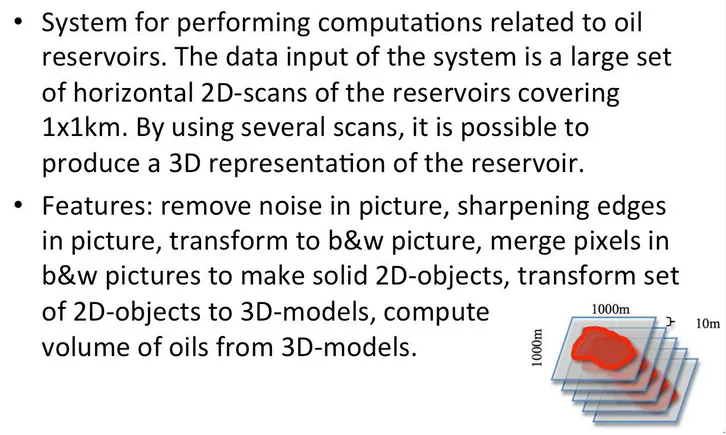 • System for performing computations related to oil
reservoirs. The data input of the system is a large set
of horizontal 2D-scans of the reservoirs covering
1x1km. By using several scans, it is possible to
produce a 3D representation of the reservoir.
• Features: remove noise in picture, sharpening edges
in picture, transform to b&w picture, merge pixels in
b&w pictures to make solid 2D-objects, transform set
of 2D-objects to 3D-models, compute
volume of oils from 3D-models.
1000m
10m
1000m